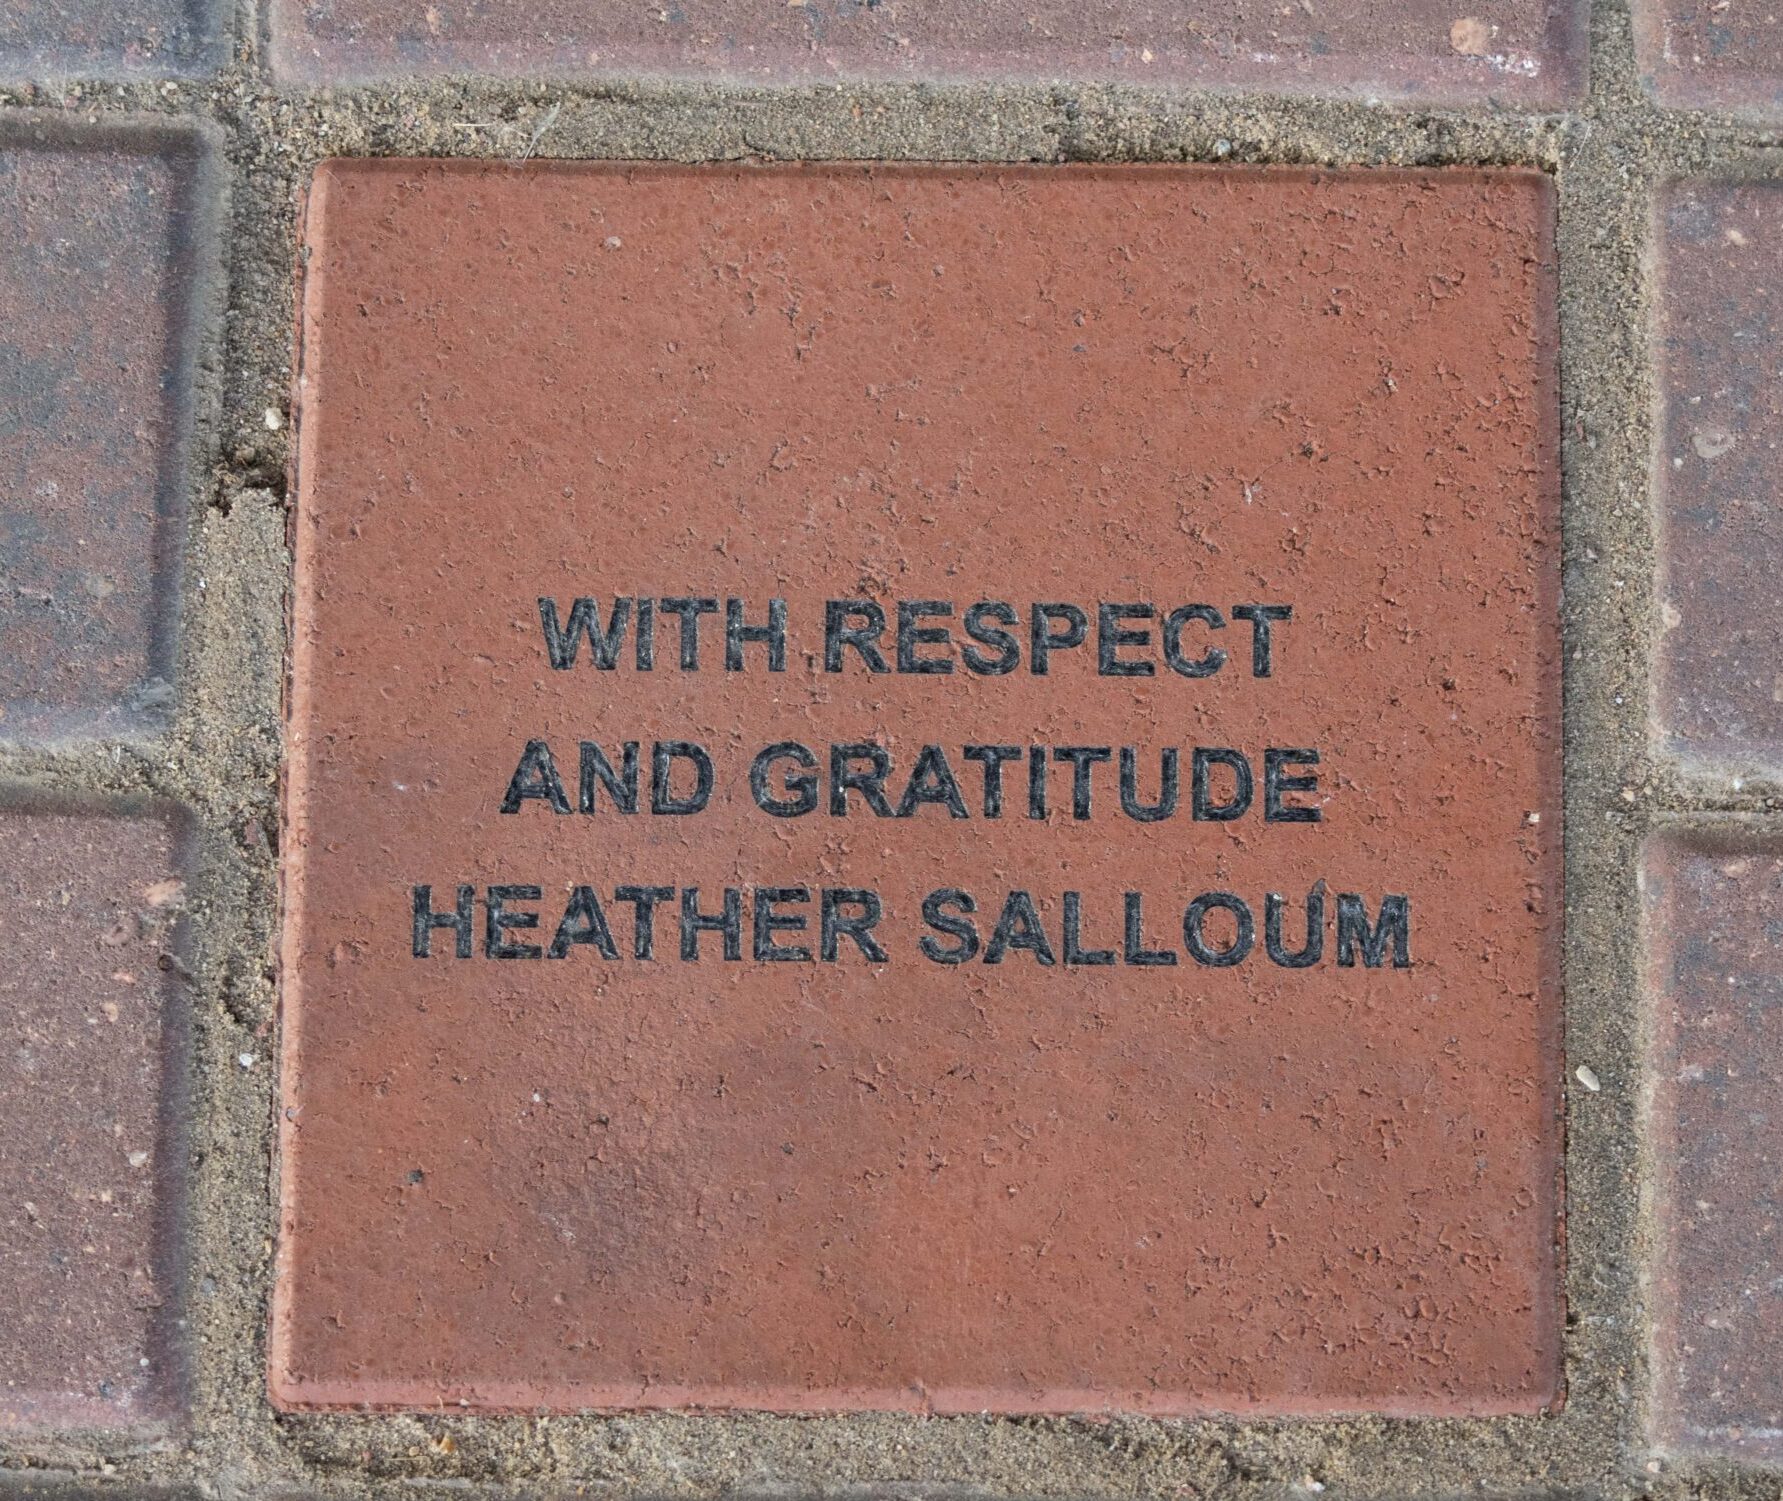 WITH RESPECT
AND GRATITUDE
HEATHER SALLOUM